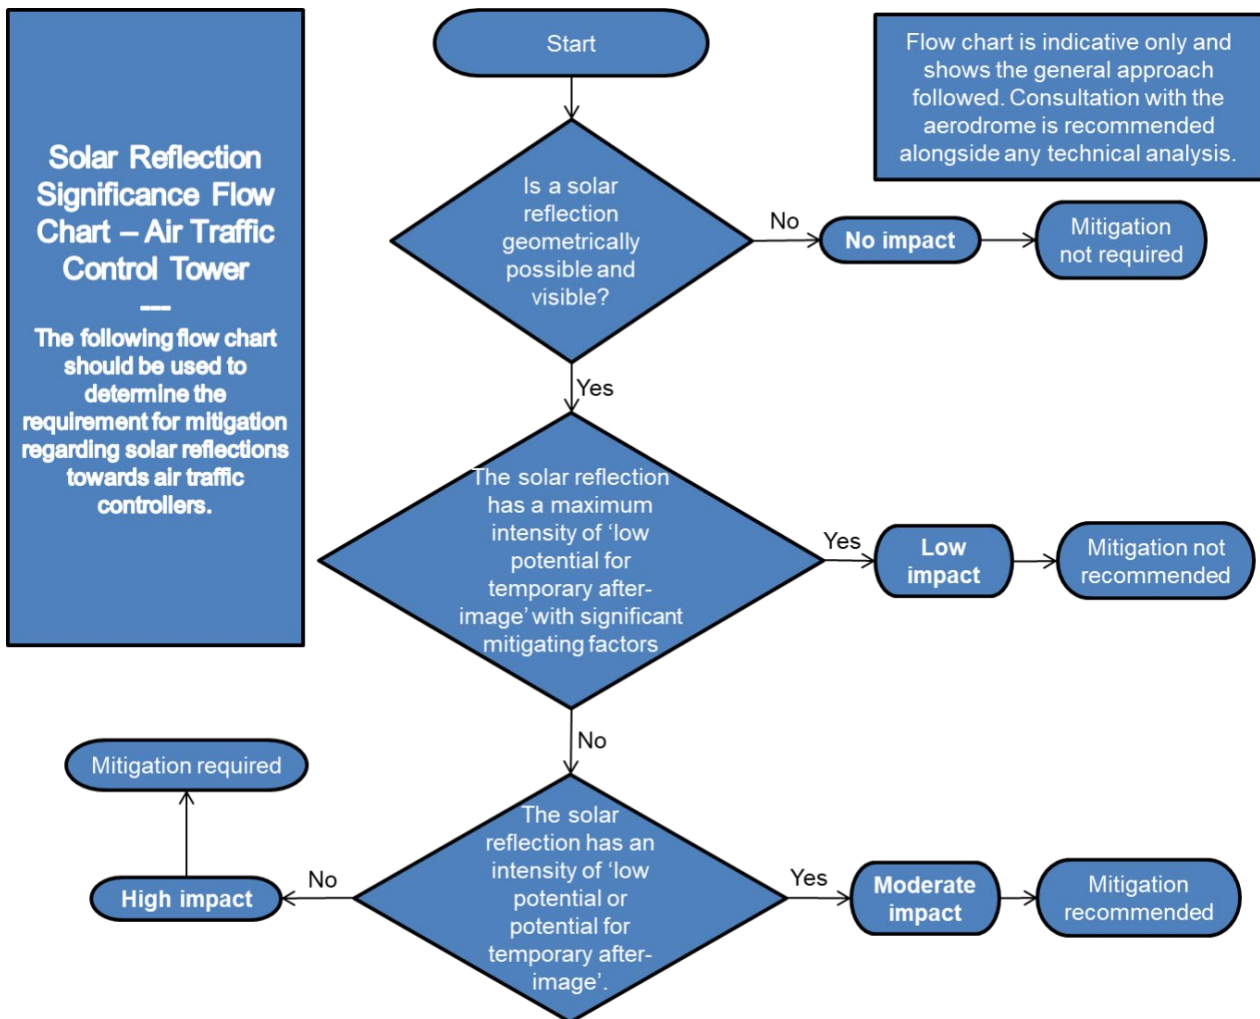 Solar Reflection
Significance Flow
Chart – Air Traffic
Control Tower
---
The following flow chart
should be used to
determine the
requirement for mitigation
regarding solar reflections
towards air traffic
controllers.
Start
Flow chart is indicative only and
shows the general approach
followed. Consultation with the
aerodrome is recommended
alongside any technical analysis.
Is a solar
reflection
geometrically
possible and
visible?
No
No impact
Mitigation
not required
Yes
The solar reflection
has a maximum
intensity of ‘low
potential for
temporary after-
image’ with significant
mitigating factors
Yes
Low
impact
Mitigation not
recommended
No
The solar
reflection has an
intensity of ‘low
potential or
potential for
temporary after-
image’.
Yes
Moderate
impact
Mitigation
recommended
No
High impact
Mitigation required